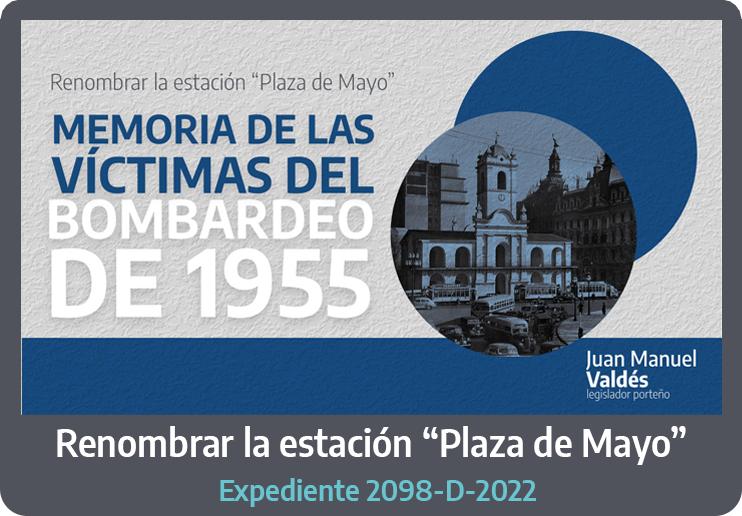 Renombrar la estación “Plaza de Mayo”
MEMORIA DE LAS
VÍCTIMAS DEL
BOMBARDEO
DE 1955
Juan Manuel
Valdés
legislador porteño
Renombrar la estación “Plaza de Mayo”
Expediente 2098-D-2022